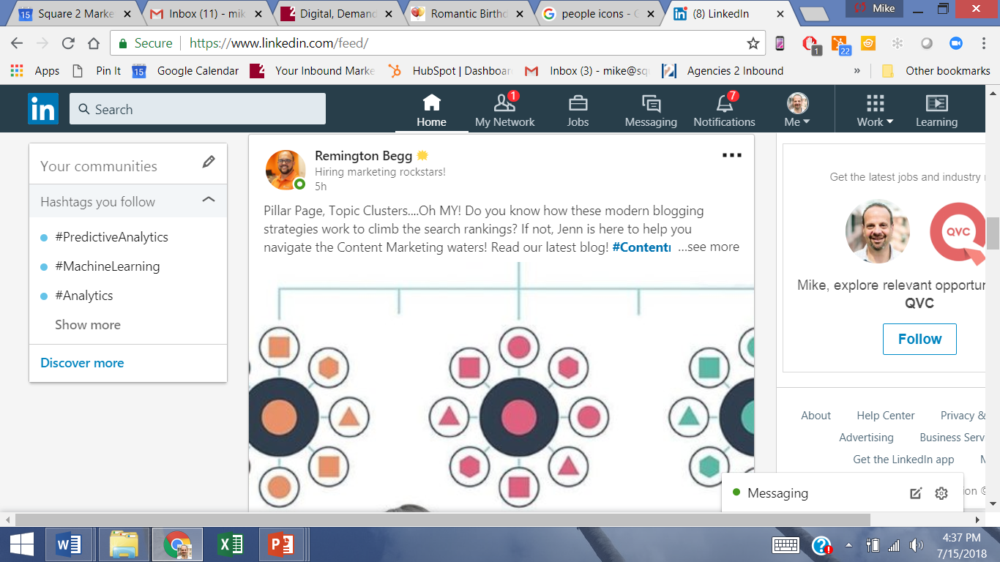 15 Square 2 Marke
Inbox (11) - mik
2 Digital, Demand
Romantic Birthd
people icons - G
(8) LinkedIn
Mike
Secure
https://www.linkedin.com/feed/
1
22
Apps
Pin It
15 Google Calendar
2 Your Inbound Marke
HubSpot | Dashboar
Inbox (3) - mike@sq
Agencies 2 Inbound
»
Other bookmarks
in
Search
Home
My Network 1
Jobs
Messaging
Notifications 7
Me
Work
Learning
Your communities
Hashtags you follow
#PredictiveAnalytics
#MachineLearning
#Analytics
Show more
Discover more
Remington Begg
Hiring marketing rockstars!
5h
Pillar Page, Topic Clusters....Oh MY! Do you know how these modern blogging
strategies work to climb the search rankings? If not, Jenn is here to help you
navigate the Content Marketing waters! Read our latest blog! #Content ...see more
Get the latest jobs and industry
QVC
Mike, explore relevant opportun
QVC
Follow
About Help Center Privacy &
Advertising Business Serv
Get the LinkedIn app
ion ©
Messaging
4:37 PM
7/15/2018